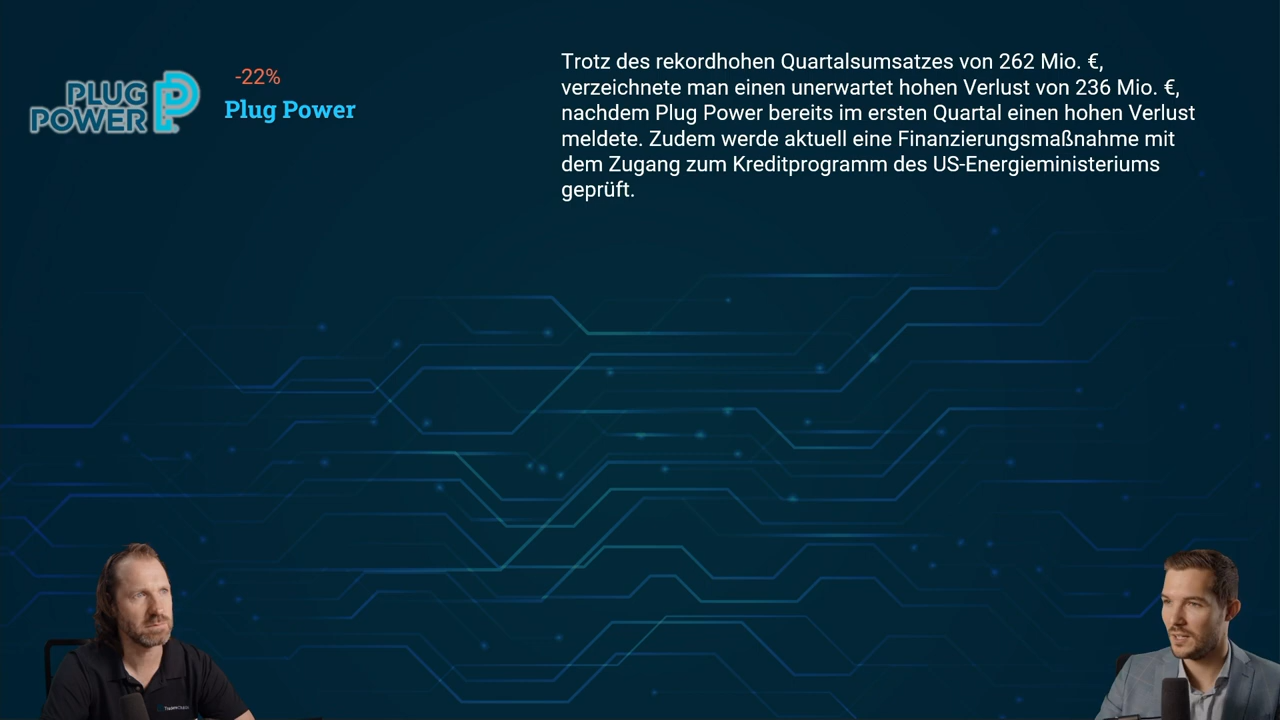 PLUG
POWER
-22%
Plug Power
Trotz des rekordhohen Quartalsumsatzes von 262 Mio. €,
verzeichnete man einen unerwartet hohen Verlust von 236 Mio. €,
nachdem Plug Power bereits im ersten Quartal einen hohen Verlust
meldete. Zudem werde aktuell eine Finanzierungsmaßnahme mit
dem Zugang zum Kreditprogramm des US-Energieministeriums
geprüft.